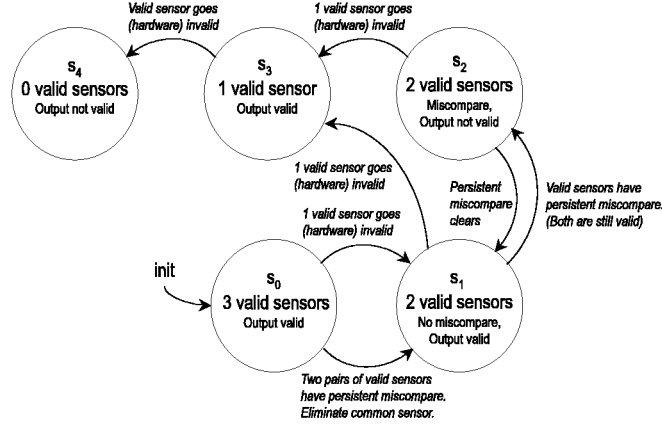 Valid sensor goes
(hardware) invalid
1 valid sensor goes
(hardware) invalid
s4
0 valid sensors
Output not valid
s3
1 valid sensor
Output valid
s2
2 valid sensors
Miscompare,
Output not valid
1 valid sensor goes
(hardware) invalid
Persistent
miscompare
clears
Valid sensors have
persistent miscompare.
(Both are still valid)
1 valid sensor goes
(hardware) invalid
init
s0
3 valid sensors
Output valid
s1
2 valid sensors
No miscompare,
Output valid
Two pairs of valid sensors
have persistent miscompare.
Eliminate common sensor.